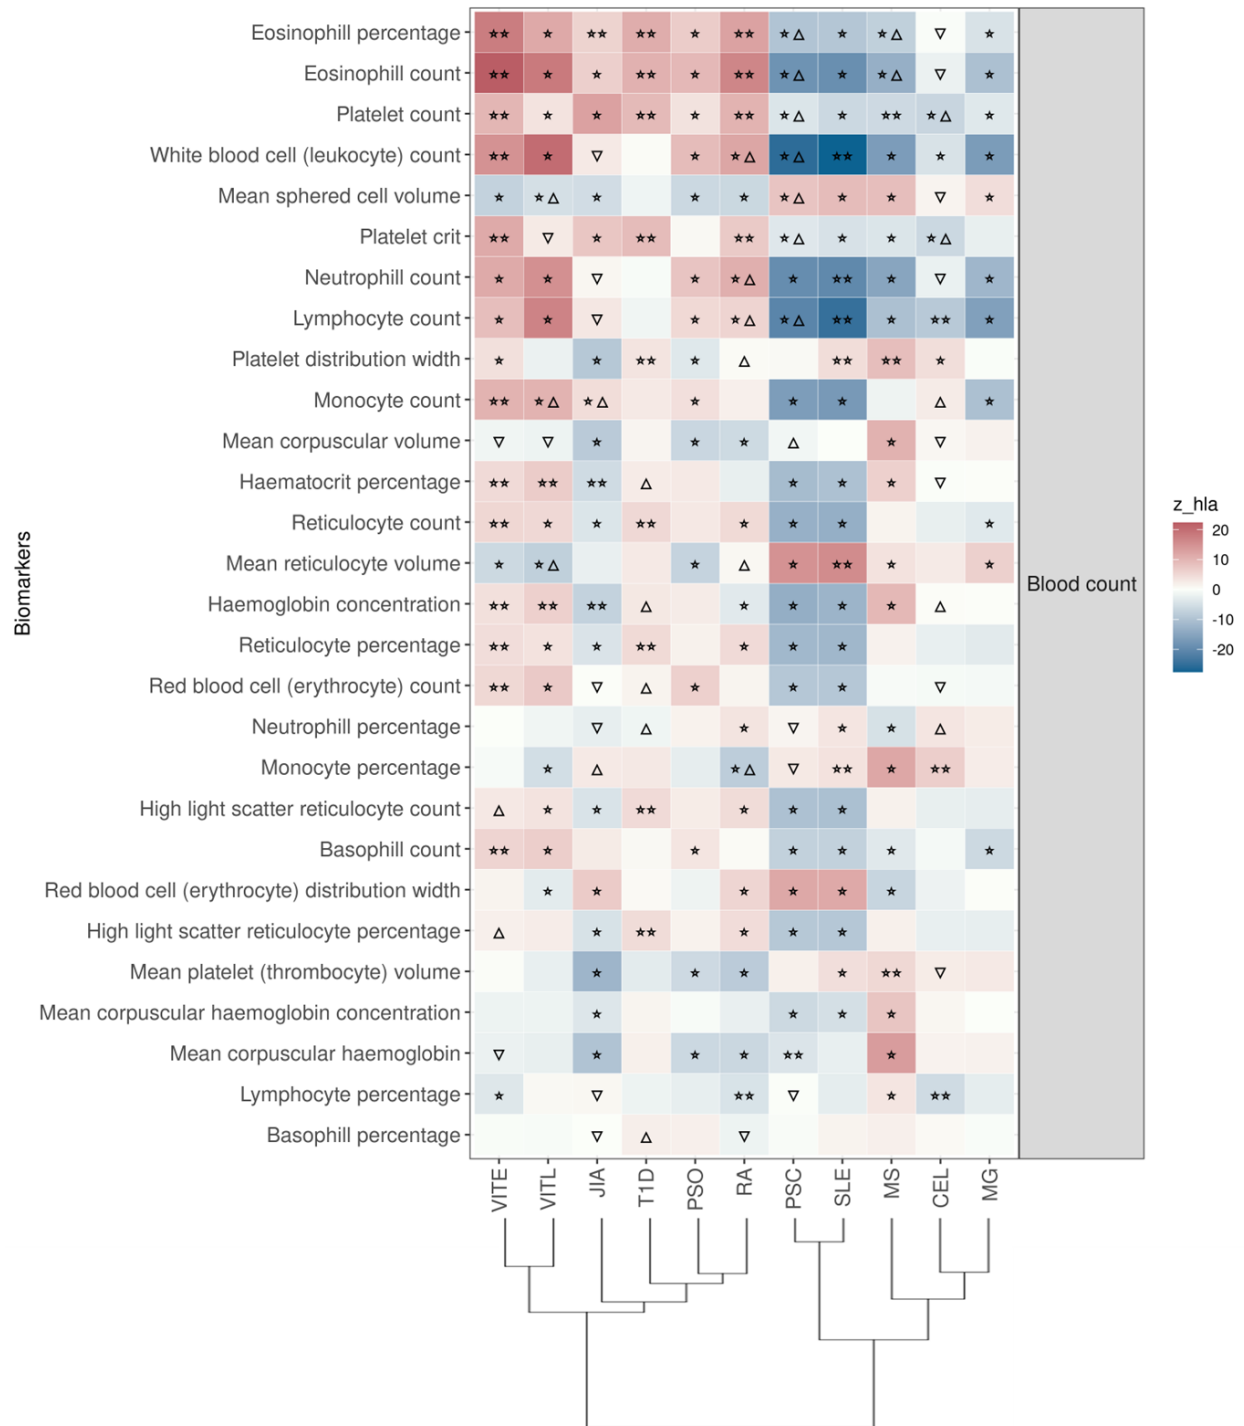 Eosinophill percentage
Eosinophill count
Platelet count
White blood cell (leukocyte) count
Mean sphered cell volume
Platelet crit
Neutrophill count
Lymphocyte count
Platelet distribution width
Monocyte count
Mean corpuscular volume
Haematocrit percentage
Reticulocyte count
Mean reticulocyte volume
Haemoglobin concentration
Reticulocyte percentage
Red blood cell (erythrocyte) count
Neutrophill percentage
Monocyte percentage
High light scatter reticulocyte count
Basophill count
Red blood cell (erythrocyte) distribution width
High light scatter reticulocyte percentage
Mean platelet (thrombocyte) volume
Mean corpuscular haemoglobin concentration
Mean corpuscular haemoglobin
Lymphocyte percentage
Basophill percentage
Biomarkers
Blood count
z_hla
20
10
0
-10
-20
VITE
VITL
JIA
T1D
PSO
RA
PSC
SLE
MS
CEL
MG